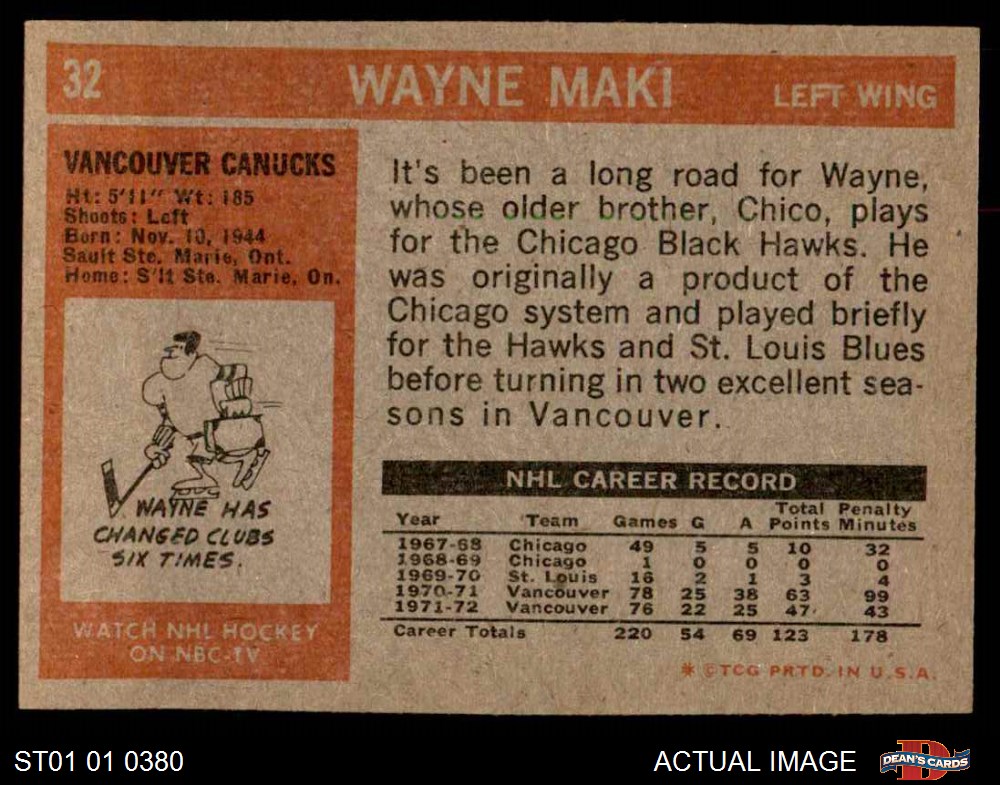 32 WAYNE MAKI LEFT WING
VANCOUVER CANUCKS
Ht: 5'11" Wt: 185
Shoots: Left
Born: Nov. 10, 1944
Sault Ste. Marie, Ont.
Home: S'lt Ste. Marie, On.
WAYNE HAS
CHANGED CLUBS
SIX TIMES.
WATCH NHL HOCKEY
ON NBC-TV
It's been a long road for Wayne,
whose older brother, Chico, plays
for the Chicago Black Hawks. He
was originally a product of the
Chicago system and played briefly
for the Hawks and St. Louis Blues
before turning in two excellent sea-
sons in Vancouver.
NHL CAREER RECORD
Total Penalty
Year Team Games G A Points Minutes
1967-68 Chicago 49 5 5 10 32
1968-69 Chicago 1 0 0 0 0
1969-70 St. Louis 16 2 1 3 4
1970-71 Vancouver 78 25 38 63 99
1971-72 Vancouver 76 22 25 47 43
Career Totals 220 54 69 123 178
* © TCG PRTD. IN U.S.A.
ST01 01 0380 ACTUAL IMAGE DEAN'S CARDS